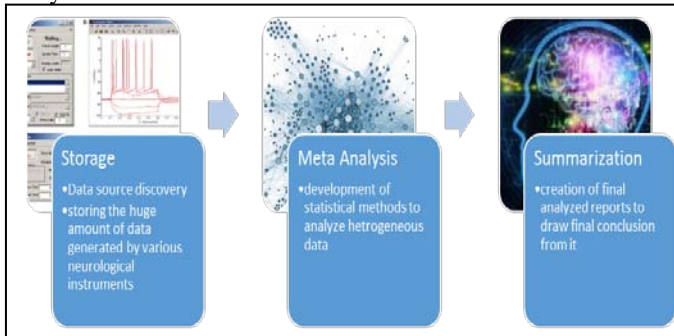 Storage
•Data source discovery
•storing the huge
amount of data
generated by various
neurological
instruments
Meta Analysis
•development of
statistical methods to
analyze hetrogeneous
data
Summarization
•creation of final
analyzed reports to
draw final conclusion
from it